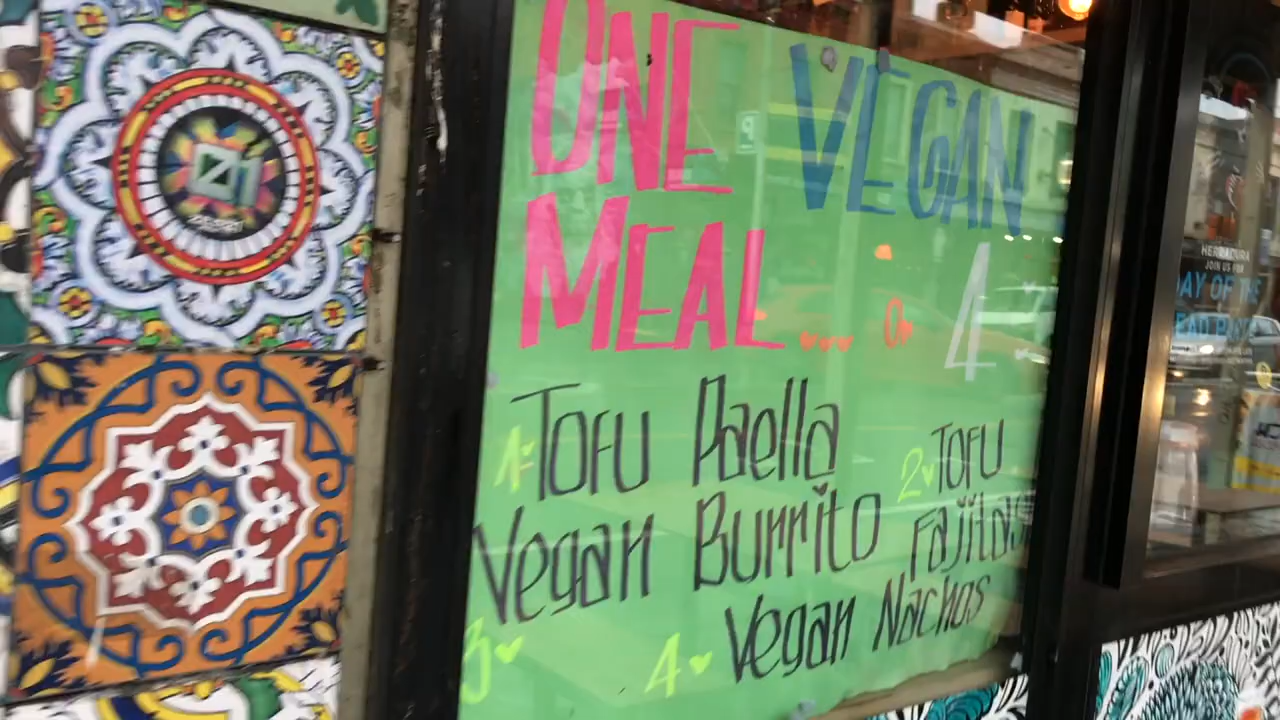 ONE VEGAN
MEAL... 0 4
1 TOFU Paella
2 TOFU
Vegan Burrito
Fajitas
3
4 Vegan Nachos
HERRADURA
JOIN US FOR
DAY OF THE